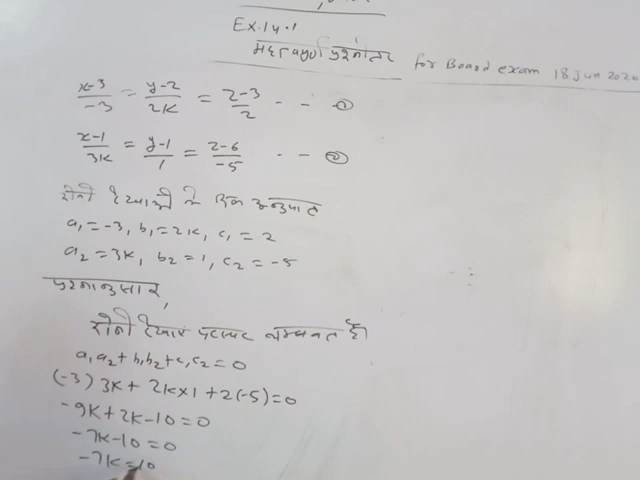 Ex.14.1
महत्वपूर्ण प्रश्नोत्तर for Board exam 18 Jun 2020
x-3/-3 = y-2/2K = z-3/2 - - ①
x-1/3K = y-1/1 = z-6/-5 - - ②
दोनो रेखाओं के दिक् अनुपात
a₁=-3, b₁=2K, c₁=2
a₂=3K, b₂=1, c₂=-5
प्रश्नानुसार,
दोनो रेखाएं परस्पर लम्बवत है।
a₁a₂+b₁b₂+c₁c₂=0
(-3)3K+2K×1+2(-5)=0
-9K+2K-10=0
-7K-10=0
-7K=10